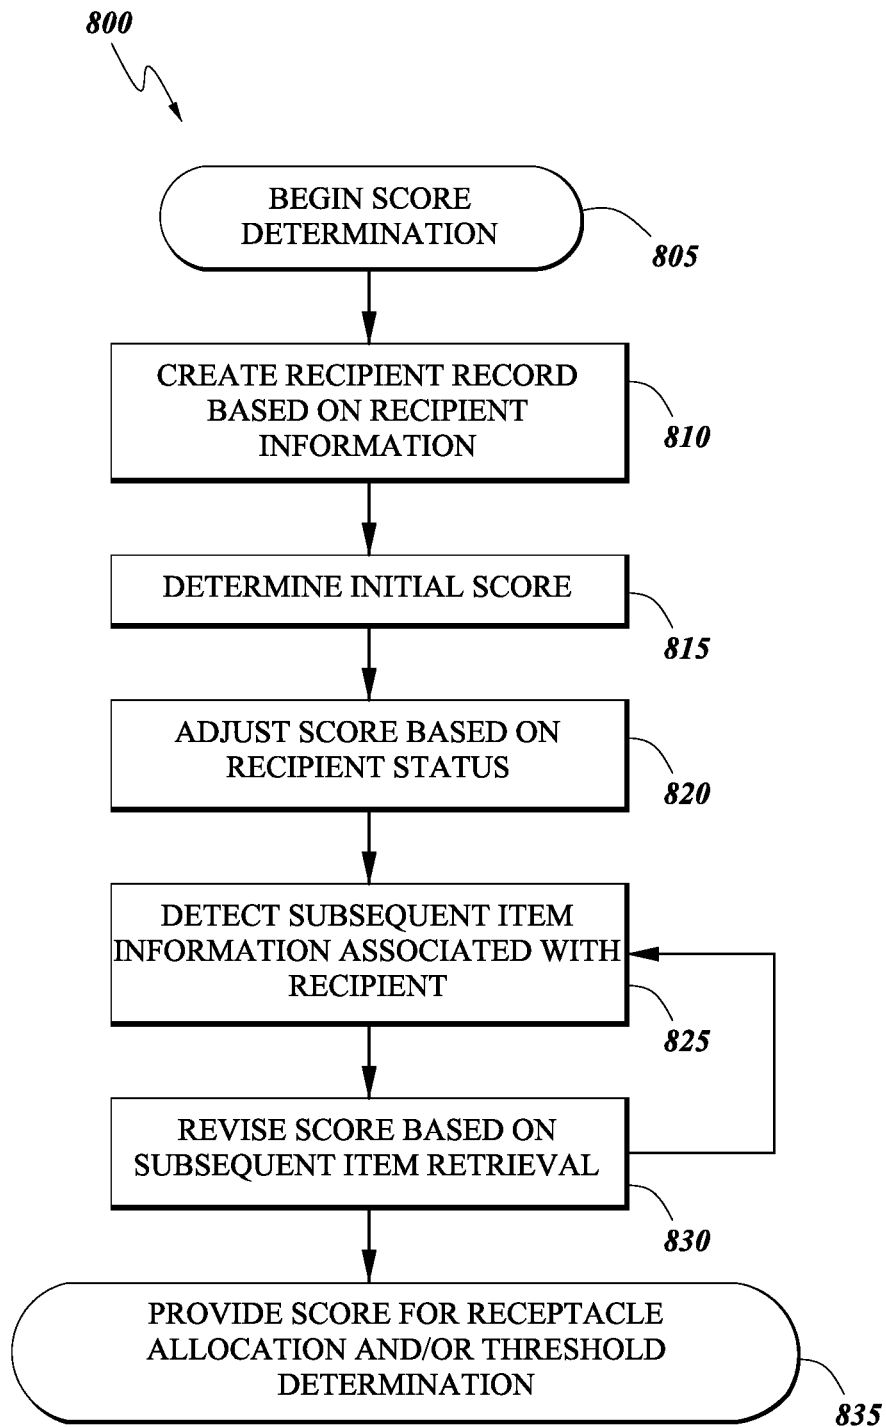 800
BEGIN SCORE
DETERMINATION
805
CREATE RECIPIENT RECORD
BASED ON RECIPIENT
INFORMATION
810
DETERMINE INITIAL SCORE
815
ADJUST SCORE BASED ON
RECIPIENT STATUS
820
DETECT SUBSEQUENT ITEM
INFORMATION ASSOCIATED WITH
RECIPIENT
825
REVISE SCORE BASED ON
SUBSEQUENT ITEM RETRIEVAL
830
PROVIDE SCORE FOR RECEPTACLE
ALLOCATION AND/OR THRESHOLD
DETERMINATION
835